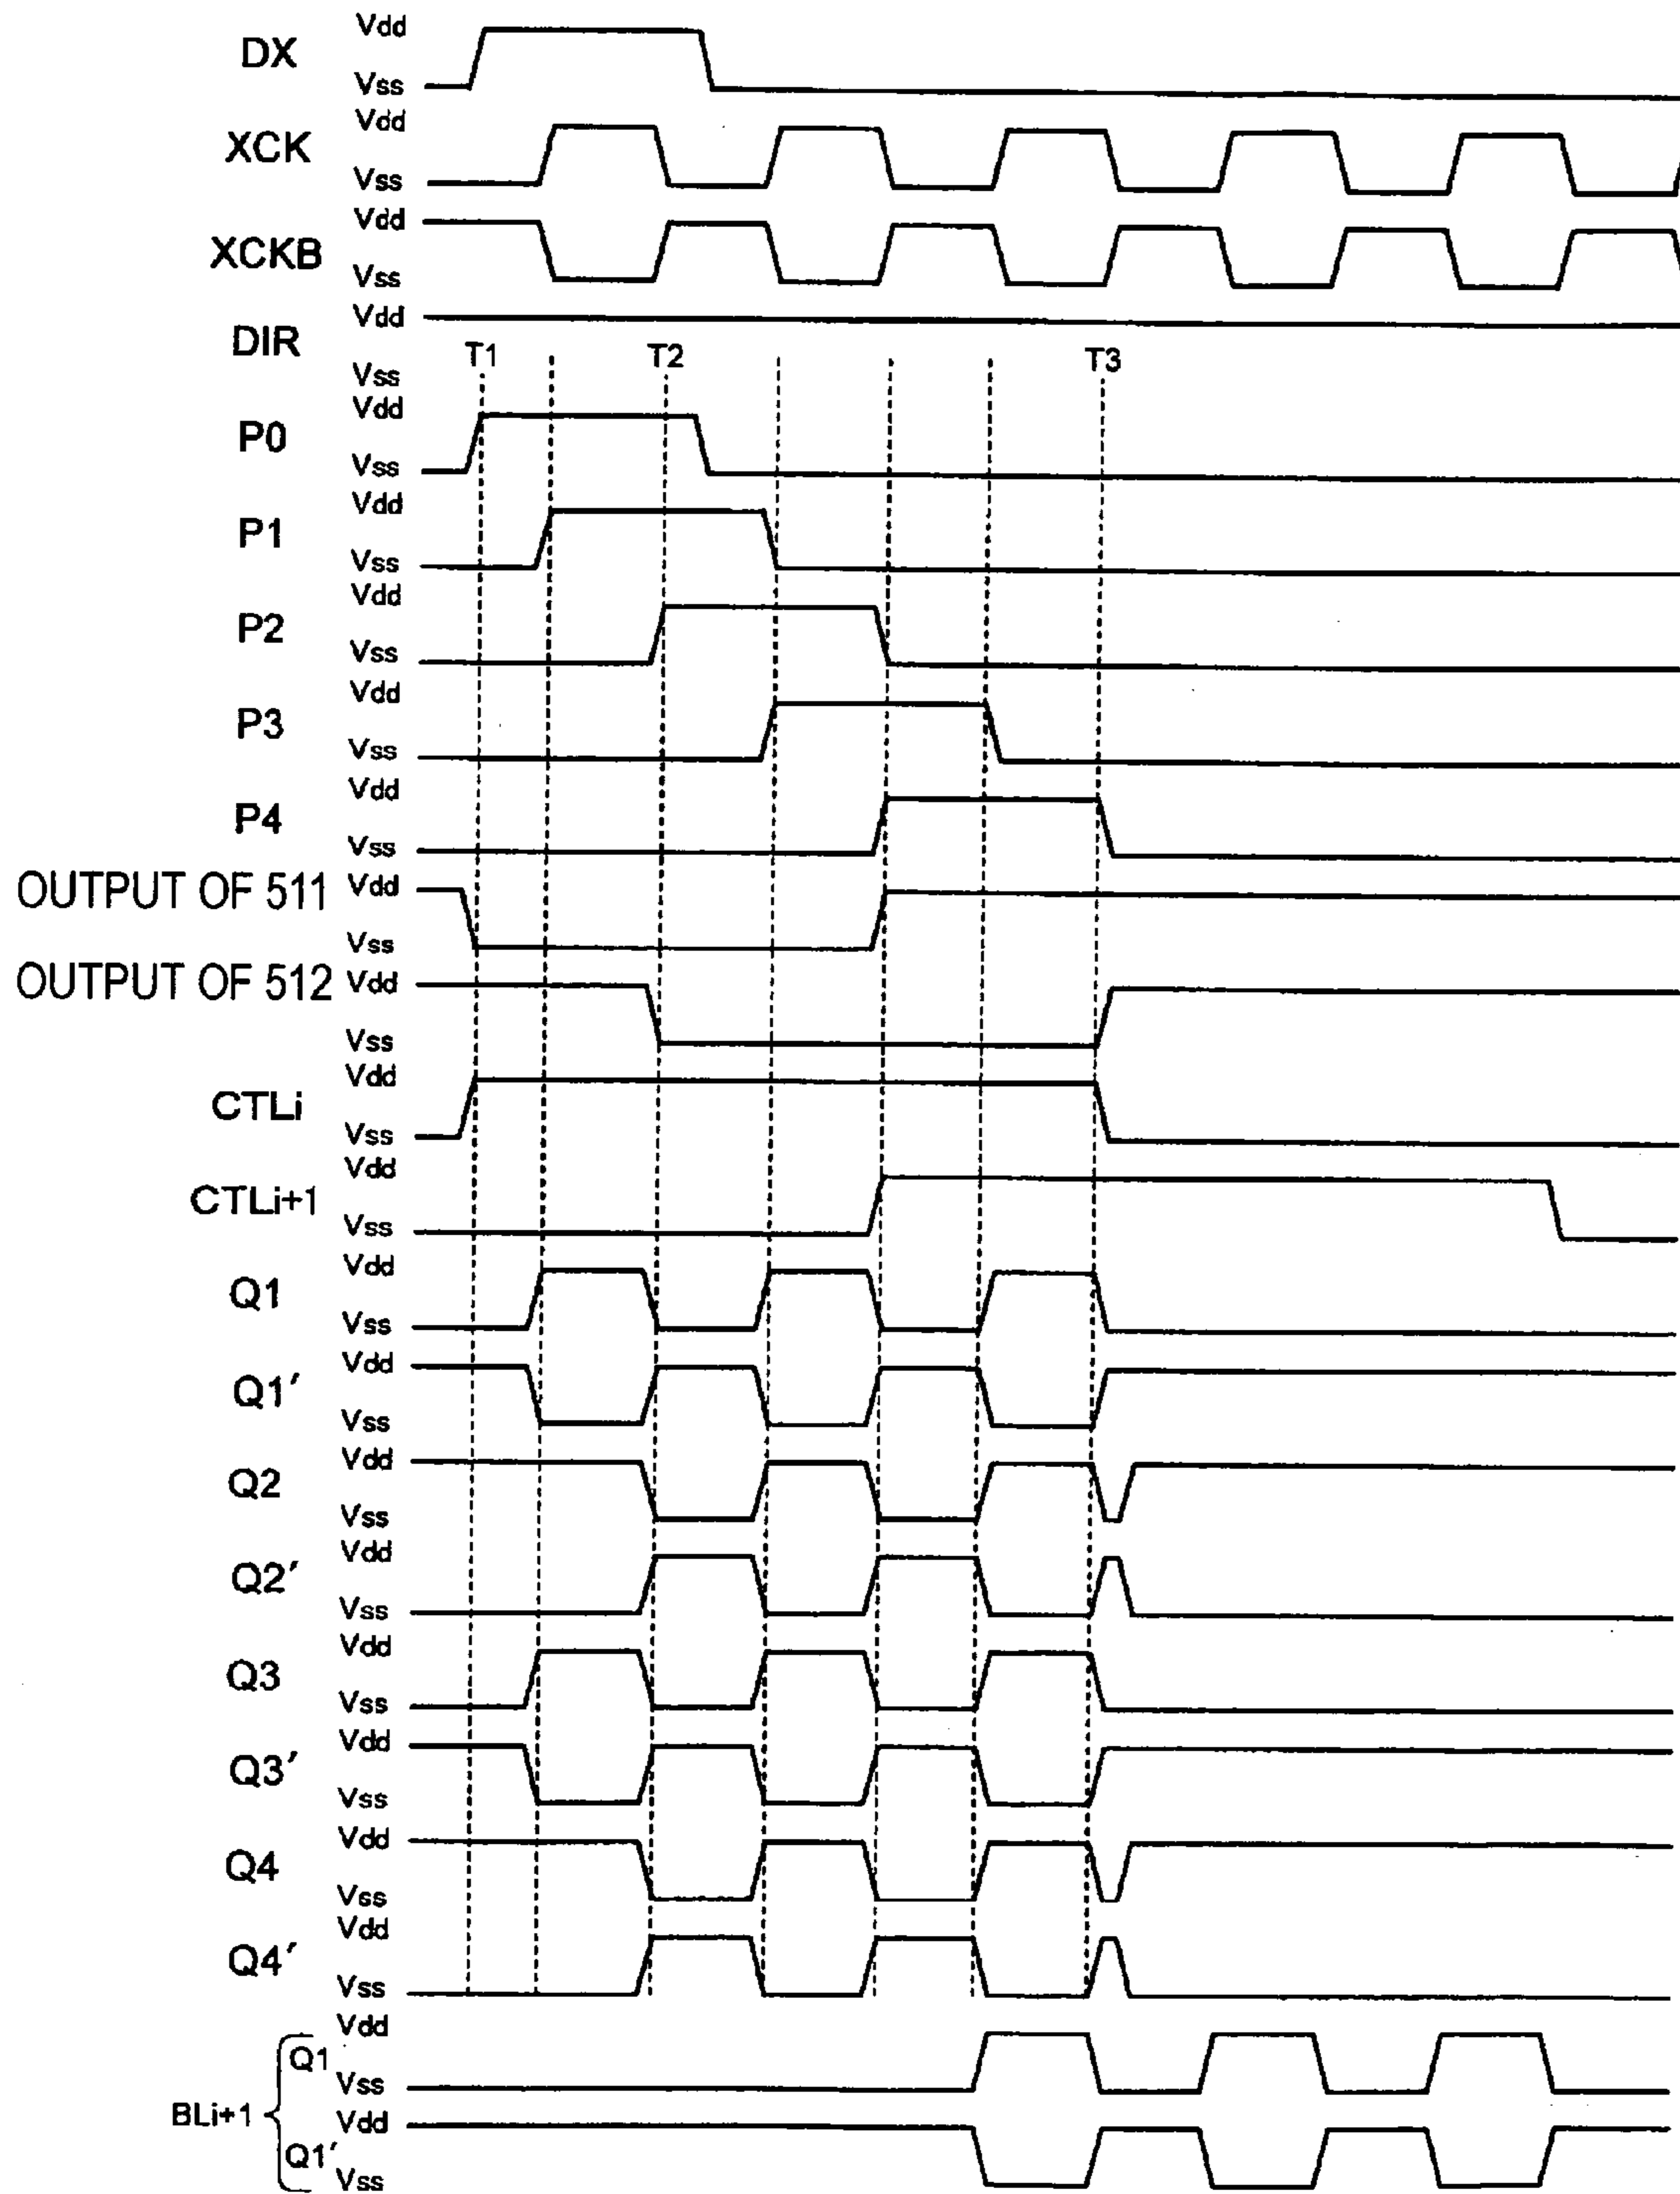 DX Vdd
Vss
XCK Vdd
Vss
XCKB Vdd
Vss
DIR Vdd
Vss
T1 T2 T3
P0 Vdd
Vss
P1 Vdd
Vss
P2 Vdd
Vss
P3 Vdd
Vss
P4 Vdd
Vss
OUTPUT OF 511 Vdd
Vss
OUTPUT OF 512 Vdd
Vss
CTLi Vdd
Vss
CTLi+1 Vdd
Vss
Q1 Vdd
Vss
Q1′ Vdd
Vss
Q2 Vdd
Vss
Q2′ Vdd
Vss
Q3 Vdd
Vss
Q3′ Vdd
Vss
Q4 Vdd
Vss
Q4′ Vdd
Vss
BLi+1
Q1 Vdd
Vss
Q1′ Vdd
Vss